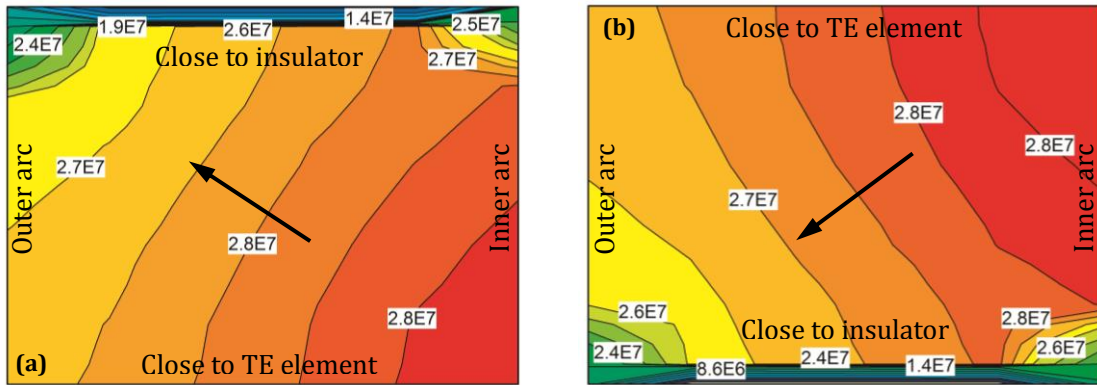 1.9E7
2.6E7
1.4E7
2.5E7
2.4E7
Close to insulator
2.7E7
Outer arc
2.7E7
Inner arc
2.8E7
2.8E7
(a)
Close to TE element
(b)
Close to TE element
2.8E7
2.8E7
Outer arc
2.7E7
Inner arc
2.6E7
Close to insulator
2.8E7
2.4E7
2.6E7
8.6E6
2.4E7
1.4E7